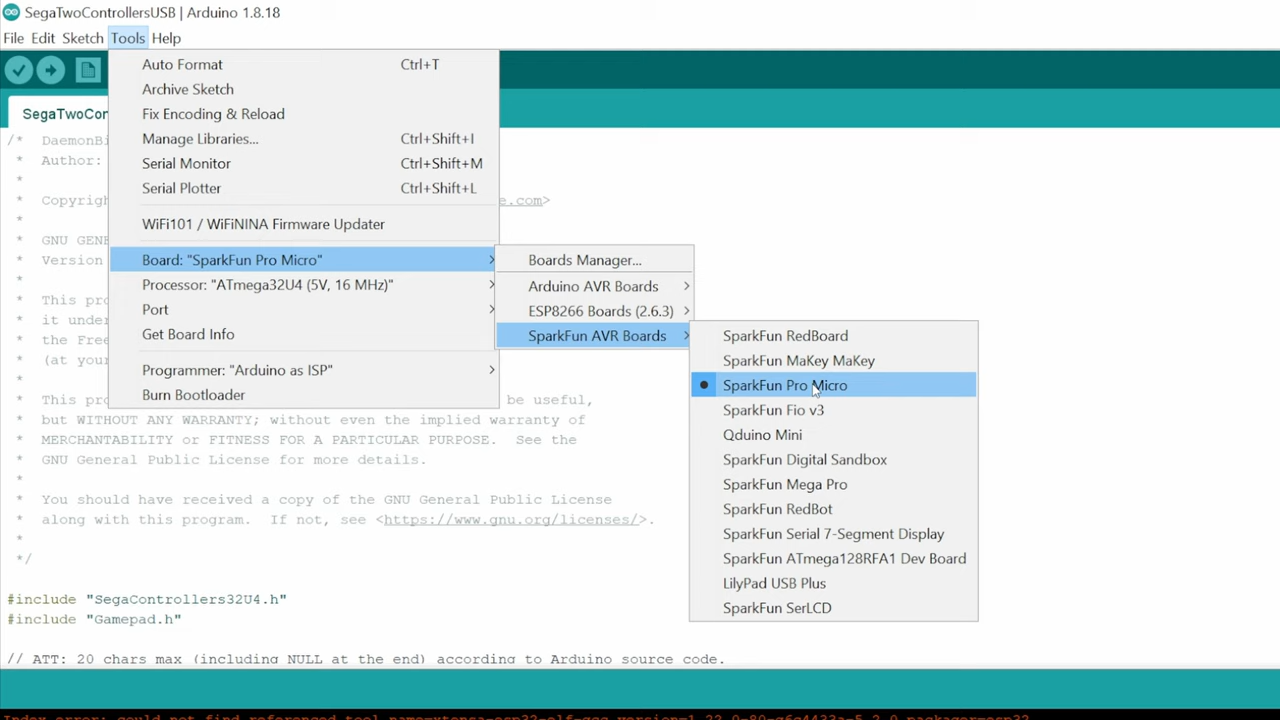 SegaTwoControllersUSB | Arduino 1.8.18
File Edit Sketch Tools Help
SegaTwoCon
Auto Format Ctrl+T
Archive Sketch
Fix Encoding & Reload
Manage Libraries... Ctrl+Shift+I
Serial Monitor Ctrl+Shift+M
Serial Plotter Ctrl+Shift+L
WiFi101 / WiFiNINA Firmware Updater
Board: "SparkFun Pro Micro"
Processor: "ATmega32U4 (5V, 16 MHz)"
Port
Get Board Info
Programmer: "Arduino as ISP"
Burn Bootloader
Boards Manager...
Arduino AVR Boards
ESP8266 Boards (2.6.3)
SparkFun AVR Boards
SparkFun RedBoard
SparkFun MaKey MaKey
SparkFun Pro Micro
SparkFun Fio v3
Qduino Mini
SparkFun Digital Sandbox
SparkFun Mega Pro
SparkFun RedBot
SparkFun Serial 7-Segment Display
SparkFun ATmega128RFA1 Dev Board
LilyPad USB Plus
SparkFun SerLCD
/* DaemonBi
* Author:
*
* Copyrigh e.com>
*
* GNU GENE
* Version
*
* This pro
* it under
* the Free
* (at your
*
* This pro be useful,
* but WITHOUT ANY WARRANTY; without even the implied warranty of
* MERCHANTABILITY or FITNESS FOR A PARTICULAR PURPOSE. See the
* GNU General Public License for more details.
*
* You should have received a copy of the GNU General Public License
* along with this program. If not, see <https://www.gnu.org/licenses/>.
*
*/
#include "SegaControllers32U4.h"
#include "Gamepad.h"
// ATT: 20 chars max (including NULL at the end) according to Arduino source code.